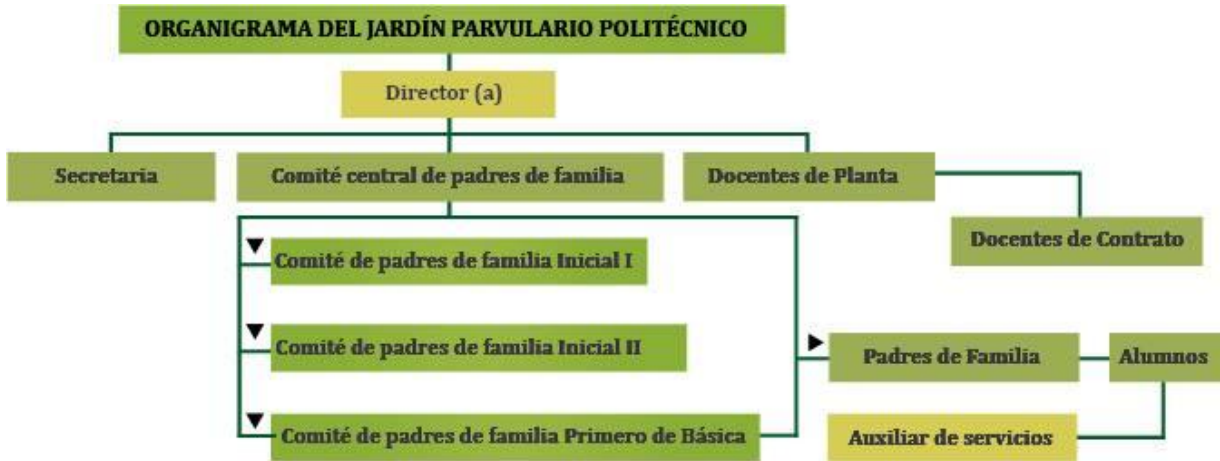 ORGANIGRAMA DEL JARDÍN PARVULARIO POLITÉCNICO
Director (a)
Secretaria
Comité central de padres de familia
Docentes de Planta
Docentes de Contrato
Comité de padres de familia Inicial I
Comité de padres de familia Inicial II
Padres de Familia
Alumnos
Comité de padres de familia Primero de Básica
Auxiliar de servicios